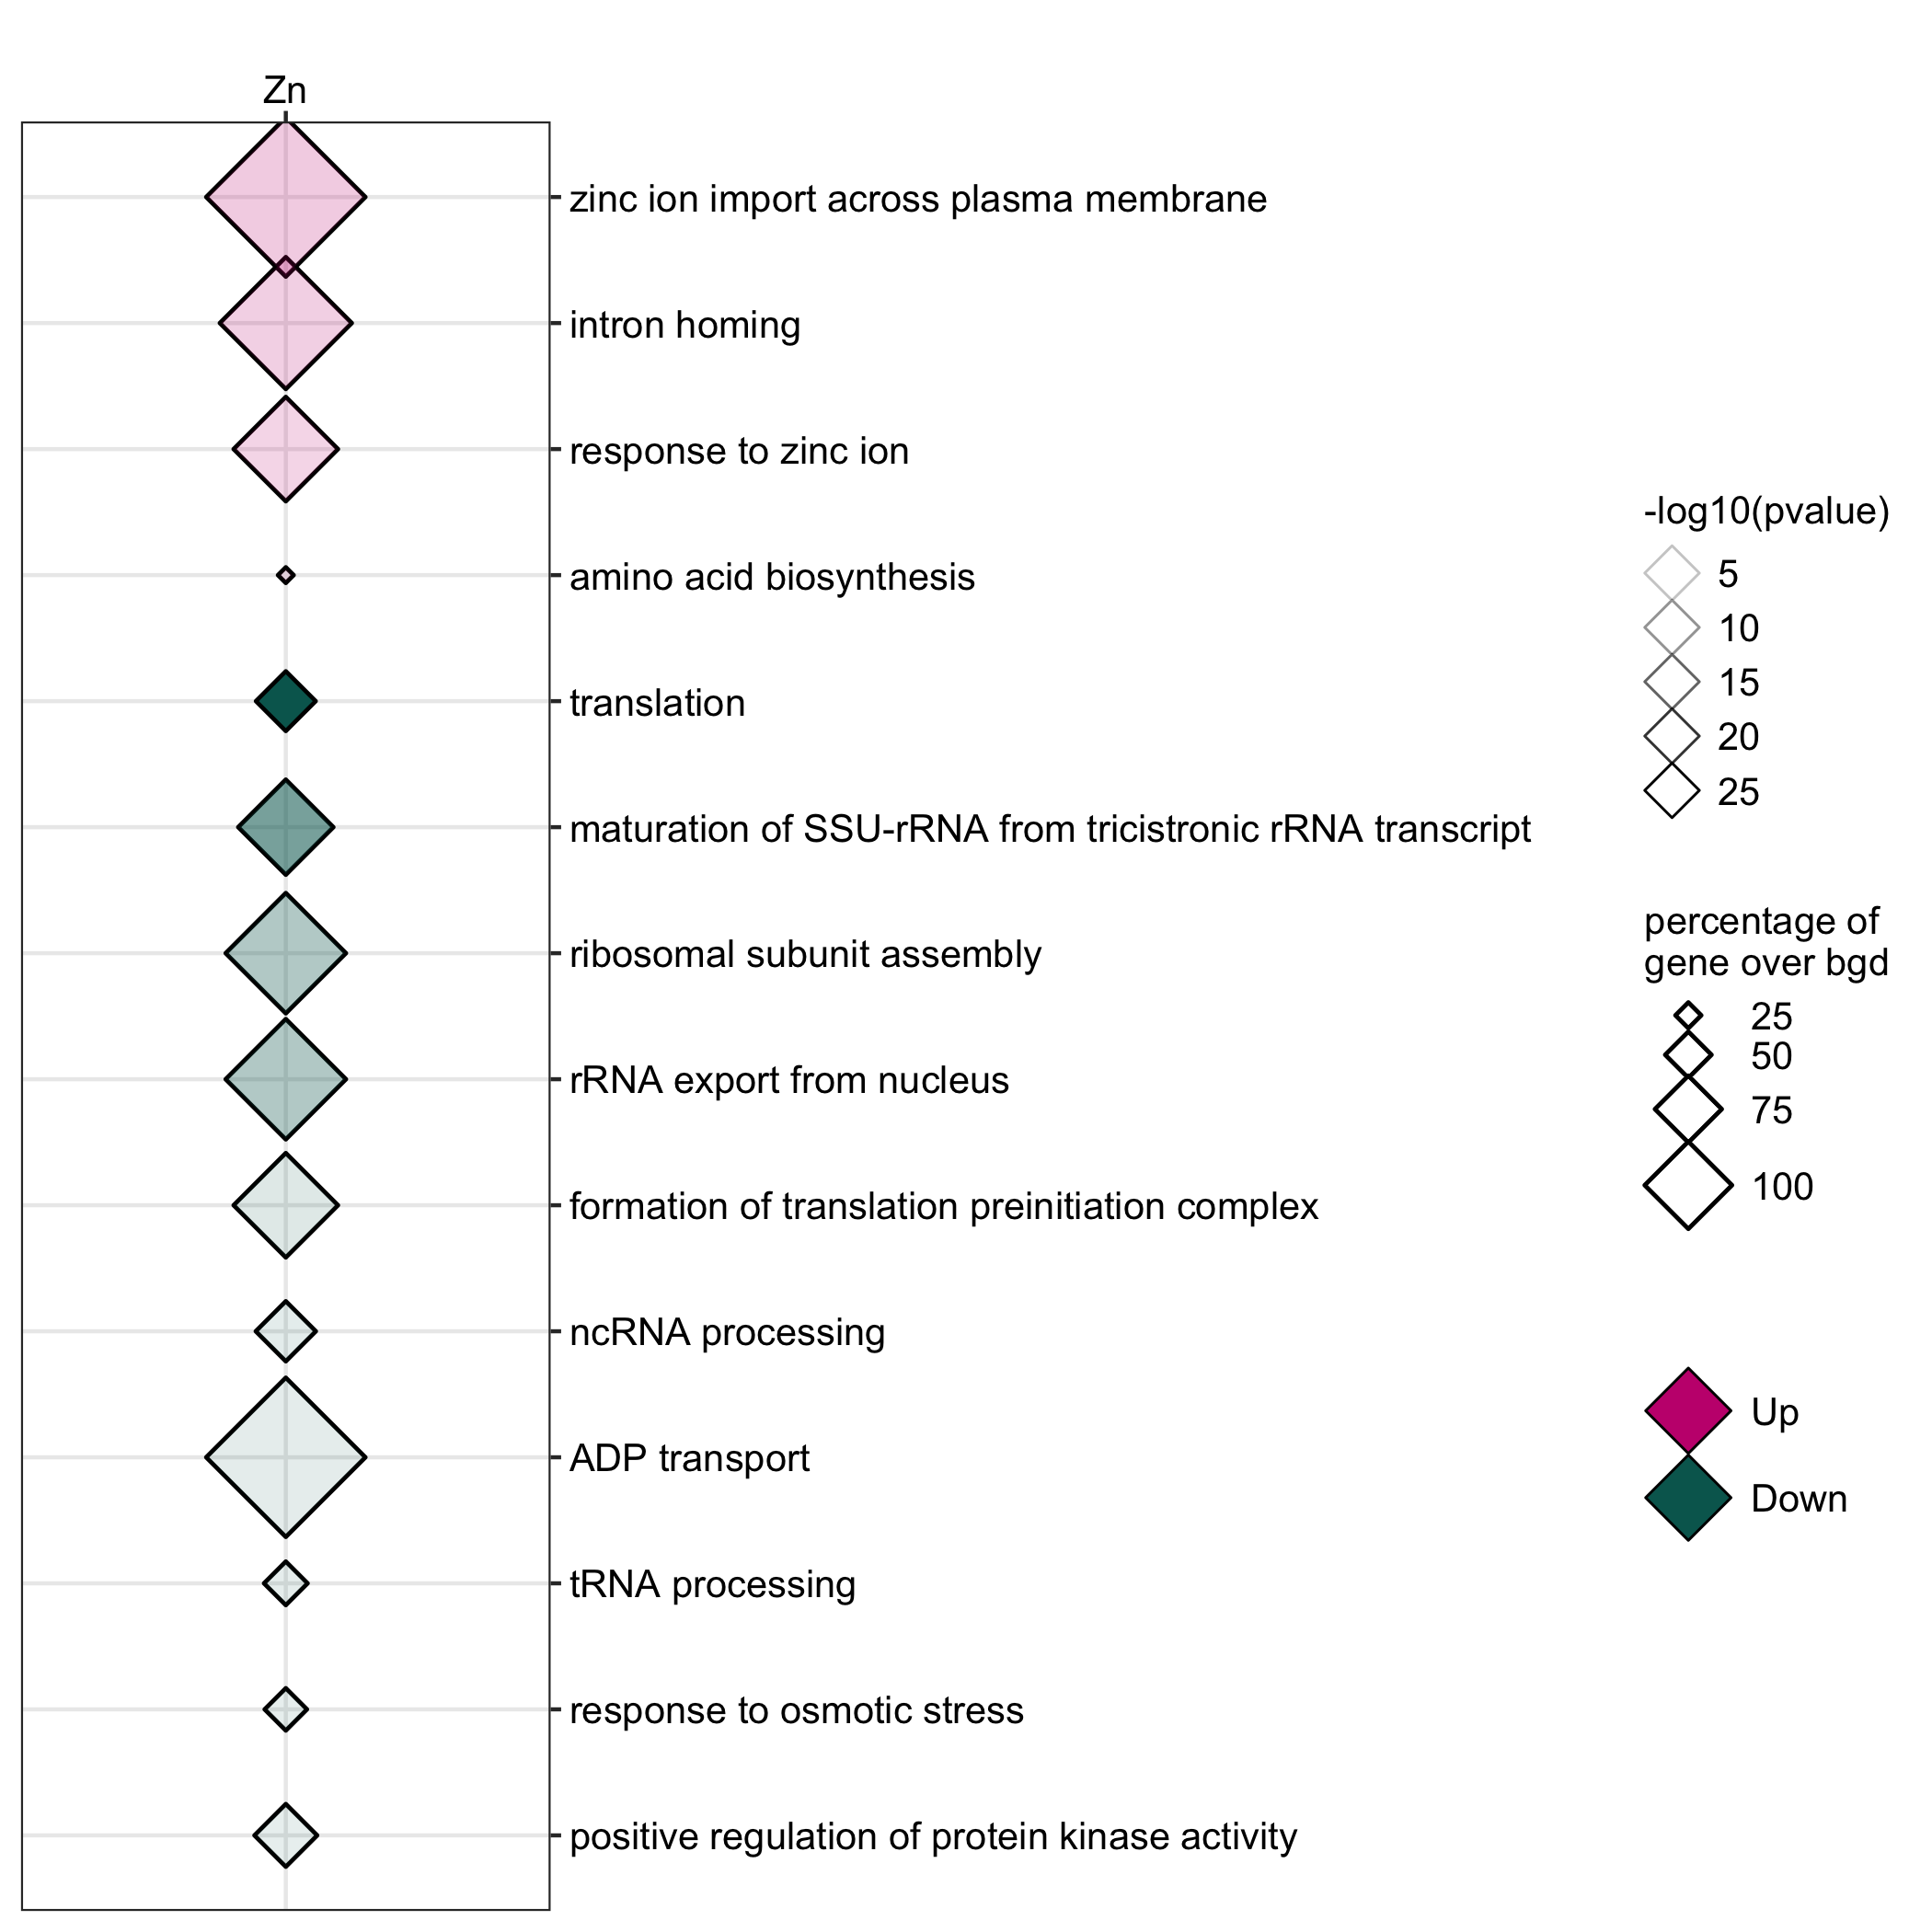 Zn
zinc ion import across plasma membrane
intron homing
response to zinc ion
amino acid biosynthesis
translation
maturation of SSU-rRNA from tricistronic rRNA transcript
ribosomal subunit assembly
rRNA export from nucleus
formation of translation preinitiation complex
ncRNA processing
ADP transport
tRNA processing
response to osmotic stress
positive regulation of protein kinase activity
-log10(pvalue)
5
10
15
20
25
percentage of
gene over bgd
25
50
75
100
Up
Down